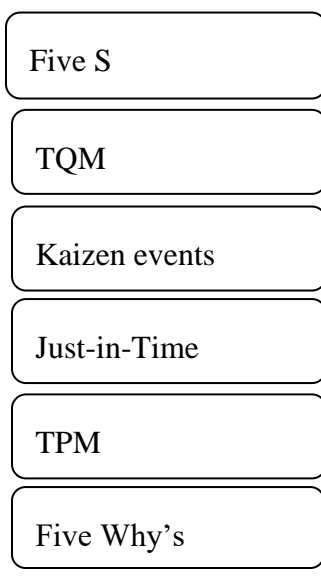 Five S
TQM
Kaizen events
Just-in-Time
TPM
Five Why’s